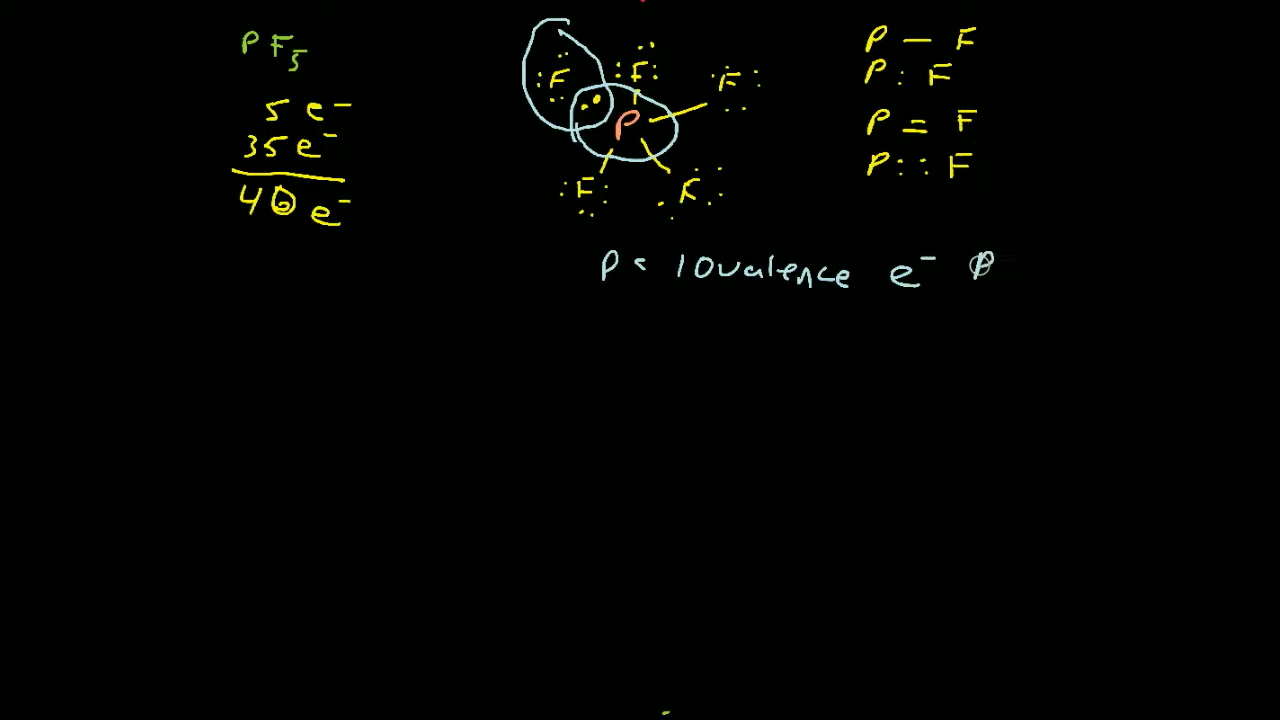 PF5
5 e⁻
35 e⁻
40 e⁻
:F
:F:
F:
P
:F:
F:
P — F
P : F
P = F
P :: F
P = 10 valence e⁻ P